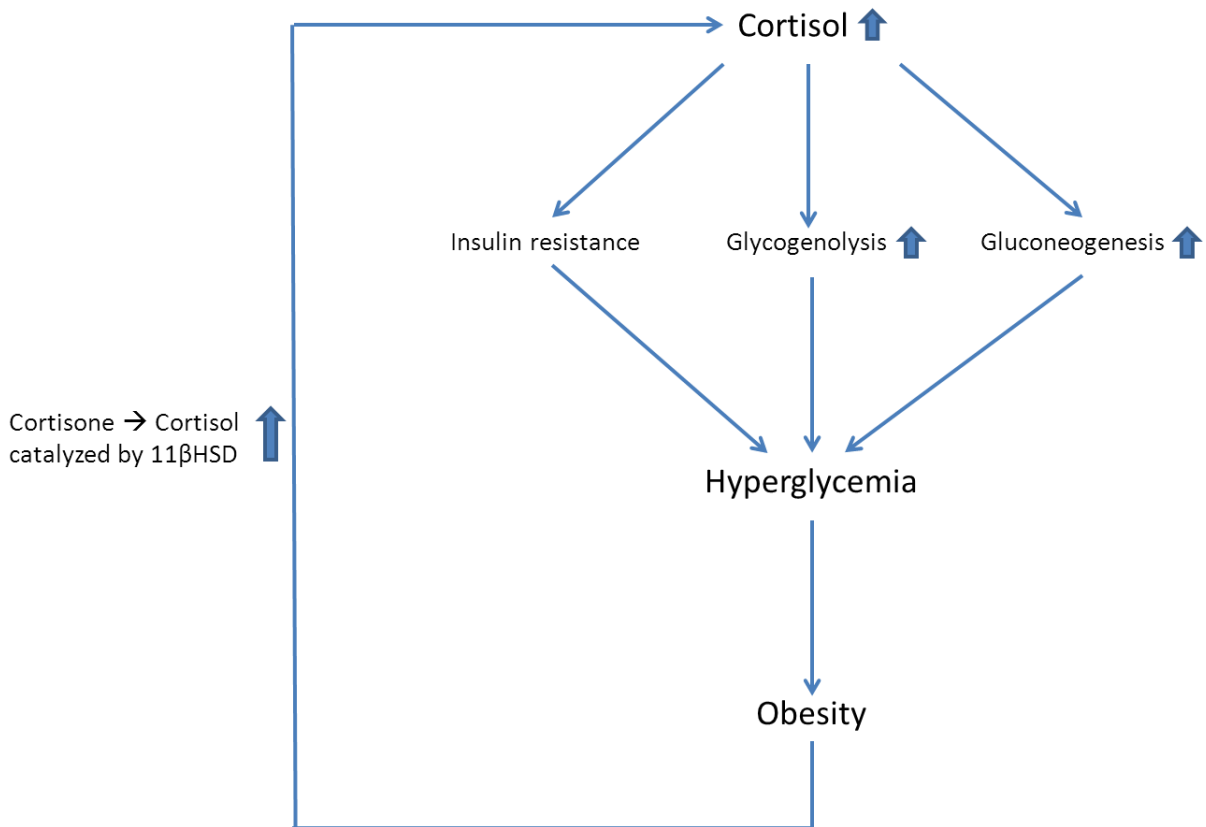 Cortisol
Insulin resistance
Glycogenolysis
Gluconeogenesis
Cortisone → Cortisol
catalyzed by 11βHSD
Hyperglycemia
Obesity